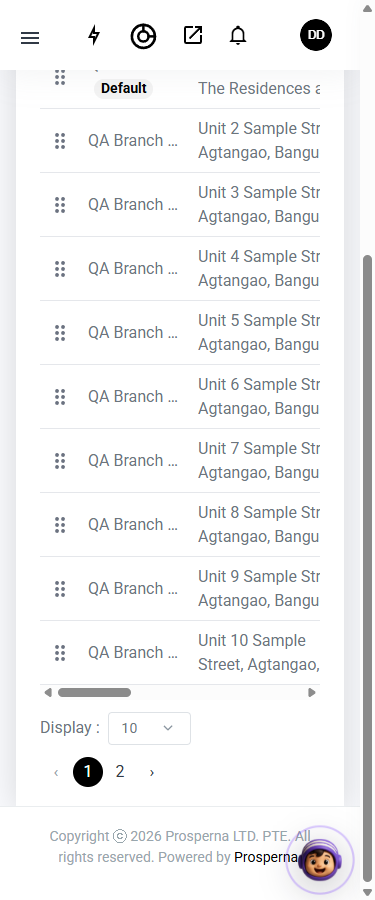 DD
Default
The Residences a
QA Branch ...
Unit 2 Sample Str
Agtangao, Bangu
QA Branch ...
Unit 3 Sample Str
Agtangao, Bangu
QA Branch ...
Unit 4 Sample Str
Agtangao, Bangu
QA Branch ...
Unit 5 Sample Str
Agtangao, Bangu
QA Branch ...
Unit 6 Sample Str
Agtangao, Bangu
QA Branch ...
Unit 7 Sample Str
Agtangao, Bangu
QA Branch ...
Unit 8 Sample Str
Agtangao, Bangu
QA Branch ...
Unit 9 Sample Str
Agtangao, Bangu
QA Branch ...
Unit 10 Sample
Street, Agtangao,
Display : 10
‹ 1 2 ›
Copyright © 2026 Prosperna LTD. PTE. All
rights reserved. Powered by Prosperna